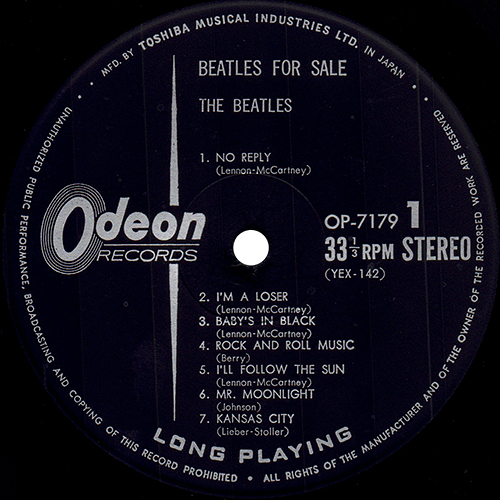 MFD. BY TOSHIBA MUSICAL INDUSTRIES LTD. IN JAPAN
BEATLES FOR SALE
THE BEATLES
1. NO REPLY
(Lennon-McCartney)
Odeon
RECORDS
OP-7179 1
33 1/3 RPM STEREO
(YEX-142)
2. I'M A LOSER
(Lennon-McCartney)
3. BABY'S IN BLACK
(Lennon-McCartney)
4. ROCK AND ROLL MUSIC
(Berry)
5. I'LL FOLLOW THE SUN
(Lennon-McCartney)
6. MR. MOONLIGHT
(Johnson)
7. KANSAS CITY
(Lieber-Stoller)
LONG PLAYING
• ALL RIGHTS OF THE MANUFACTURER AND OF THE OWNER OF THE RECORDED WORK ARE RESERVED • UNAUTHORIZED PUBLIC PERFORMANCE, BROADCASTING AND COPYING OF THIS RECORD PROHIBITED